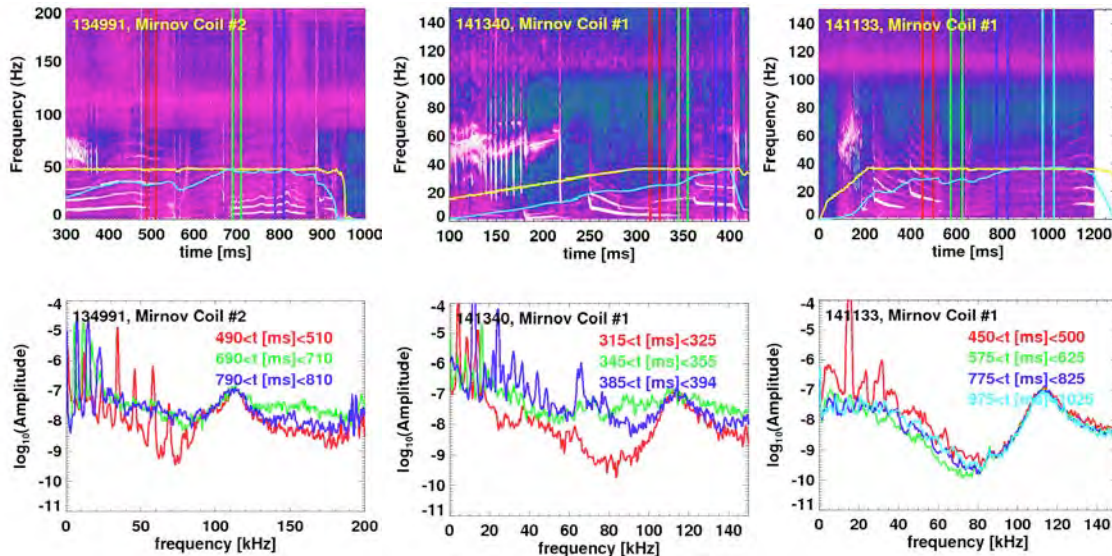 134991, Mirnov Coil #2
Frequency (Hz)
200
150
100
50
0
300 400 500 600 700 800 900 1000
time [ms]
141340, Mirnov Coil #1
Frequency (Hz)
140
120
100
80
60
40
20
0
100 150 200 250 300 350 400
time [ms]
141133, Mirnov Coil #1
Frequency (Hz)
140
120
100
80
60
40
20
0
0 200 400 600 800 1000 1200
time [ms]
134991, Mirnov Coil #2
490<t [ms]<510
690<t [ms]<710
790<t [ms]<810
log10(Amplitude)
-4
-5
-6
-7
-8
-9
-10
-11
0 50 100 150 200
frequency [kHz]
141340, Mirnov Coil #1
315<t [ms]<325
345<t [ms]<355
385<t [ms]<394
log10(Amplitude)
-4
-5
-6
-7
-8
-9
-10
-11
0 20 40 60 80 100 120 140
frequency [kHz]
141133, Mirnov Coil #1
450<t [ms]<500
575<t [ms]<625
775<t [ms]<825
975<t [ms]<1025
log10(Amplitude)
-4
-5
-6
-7
-8
-9
-10
-11
0 20 40 60 80 100 120 140
frequency [kHz]